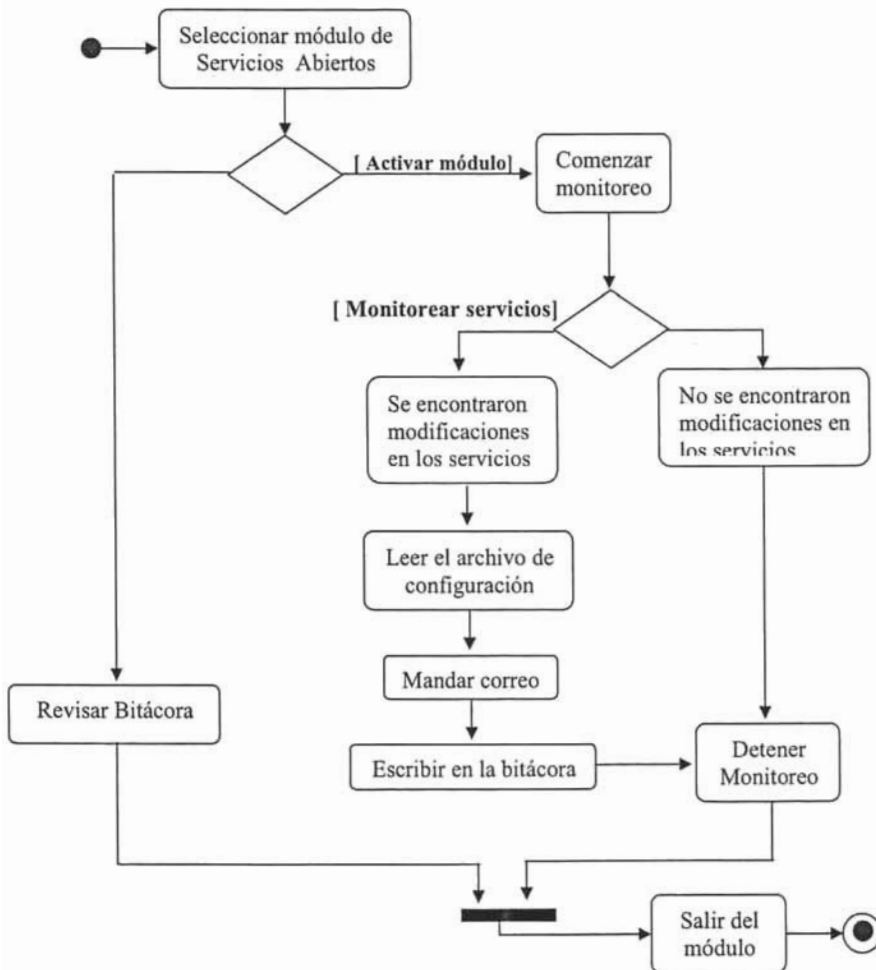 Seleccionar módulo de
Servicios Abiertos
[ Activar módulo]
Comenzar
monitoreo
[ Monitorear servicios]
Se encontraron
modificaciones
en los servicios
No se encontraron
modificaciones en
los servicios
Leer el archivo de
configuración
Mandar correo
Revisar Bitácora
Escribir en la bitácora
Detener
Monitoreo
Salir del
módulo